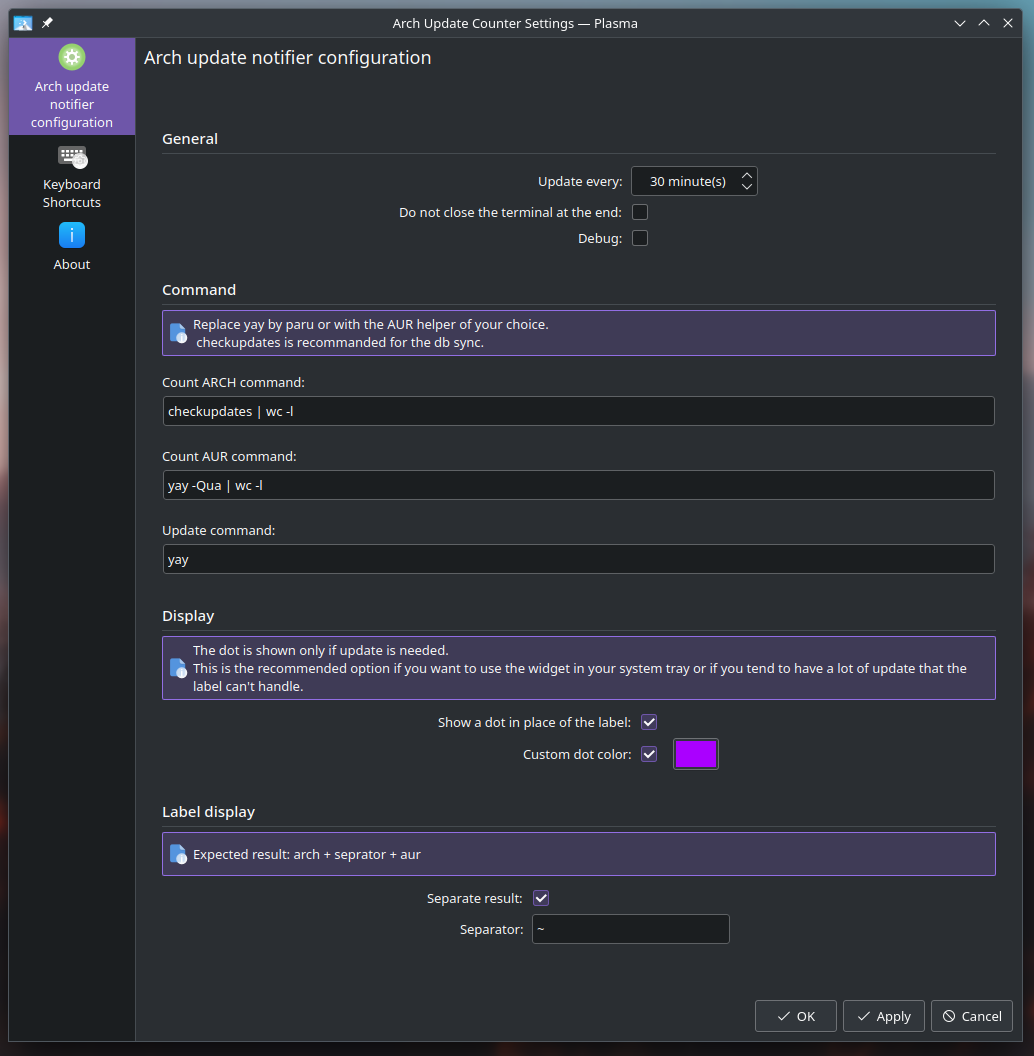 Arch Update Counter Settings — Plasma
Arch update
notifier
configuration
Keyboard
Shortcuts
About
Arch update notifier configuration
General
Update every: 30 minute(s)
Do not close the terminal at the end:
Debug:
Command
Replace yay by paru or with the AUR helper of your choice.
checkupdates is recommanded for the db sync.
Count ARCH command:
checkupdates | wc -l
Count AUR command:
yay -Qua | wc -l
Update command:
yay
Display
The dot is shown only if update is needed.
This is the recommended option if you want to use the widget in your system tray or if you tend to have a lot of update that the
label can't handle.
Show a dot in place of the label:
Custom dot color:
Label display
Expected result: arch + seprator + aur
Separate result:
Separator: ~
OK Apply Cancel